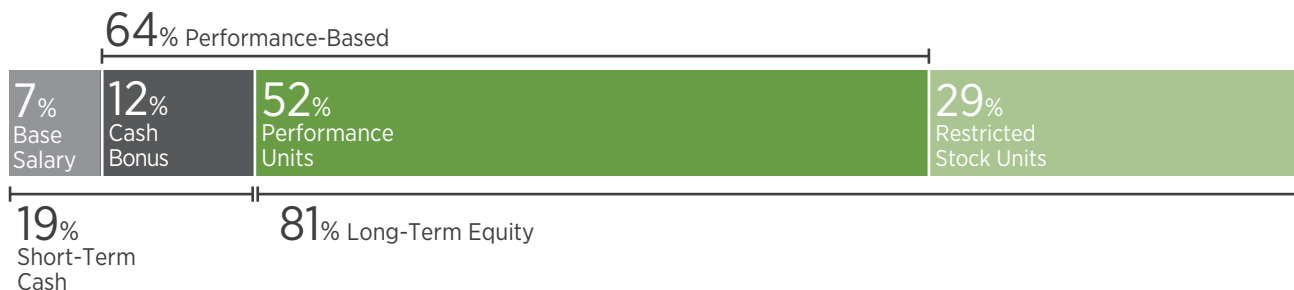 64% Performance-Based
7%
Base
Salary
12%
Cash
Bonus
52%
Performance
Units
29%
Restricted
Stock Units
19%
Short-Term
Cash
81% Long-Term Equity